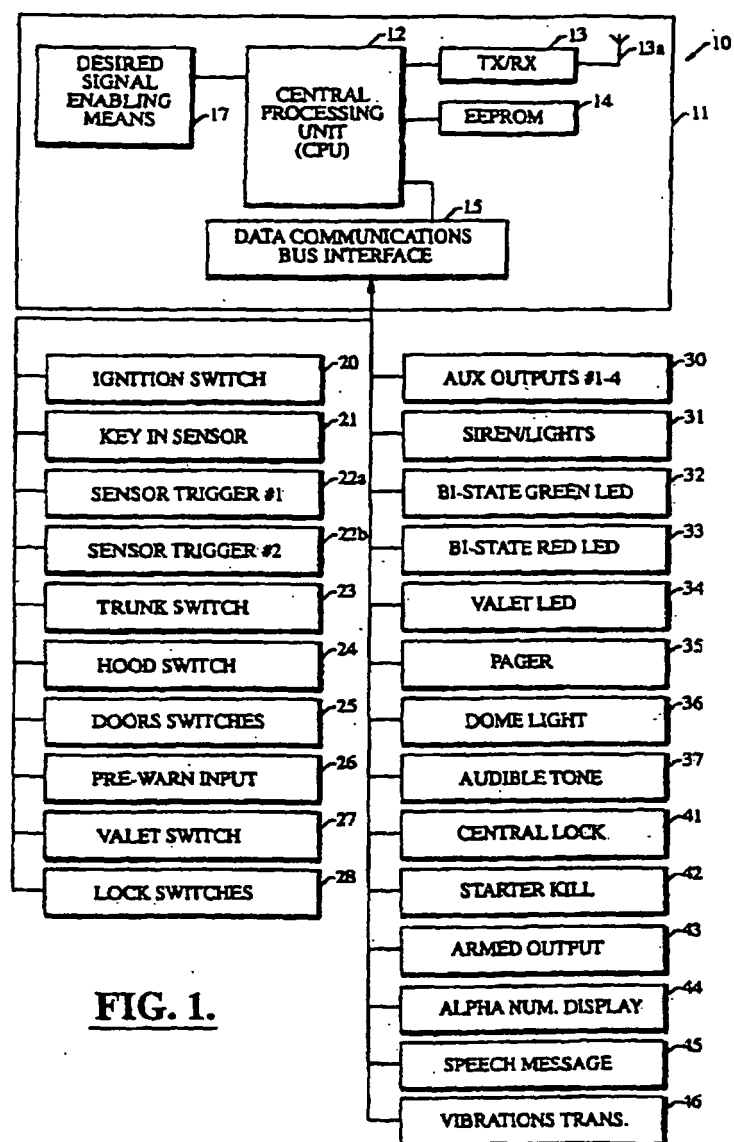 DESIRED
SIGNAL
ENABLING
MEANS
17
12
CENTRAL
PROCESSING
UNIT
(CPU)
13
TX/RX
13a
10
14
EEPROM
11
15
DATA COMMUNICATIONS
BUS INTERFACE
20
IGNITION SWITCH
21
KEY IN SENSOR
22a
SENSOR TRIGGER #1
22b
SENSOR TRIGGER #2
23
TRUNK SWITCH
24
HOOD SWITCH
25
DOORS SWITCHES
26
PRE-WARN INPUT
27
VALET SWITCH
28
LOCK SWITCHES
30
AUX OUTPUTS #1-4
31
SIREN/LIGHTS
32
BI-STATE GREEN LED
33
BI-STATE RED LED
34
VALET LED
35
PAGER
36
DOME LIGHT
37
AUDIBLE TONE
41
CENTRAL LOCK
42
STARTER KILL
43
ARMED OUTPUT
44
ALPHA NUM. DISPLAY
45
SPEECH MESSAGE
46
VIBRATIONS TRANS.
FIG. 1.